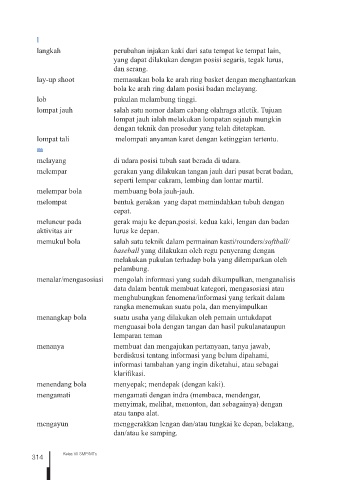 l
langkah perubahan injakan kaki dari satu tempat ke tempat lain,
yang dapat dilakukan dengan posisi segaris, tegak lurus,
dan serang.
lay-up shoot memasukan bola ke arah ring basket dengan menghantarkan
bola ke arah ring dalam posisi badan melayang.
lob pukulan melambung tinggi.
lompat jauh salah satu nomor dalam cabang olahraga atletik. Tujuan
lompat jauh ialah melakukan lompatan sejauh mungkin
dengan teknik dan prosedur yang telah ditetapkan.
lompat tali melompati anyaman karet dengan ketinggian tertentu.
m
melayang di udara posisi tubuh saat berada di udara.
melempar gerakan yang dilakukan tangan jauh dari pusat berat badan,
seperti lempar cakram, lembing dan lontar martil.
melempar bola membuang bola jauh-jauh.
melompat bentuk gerakan yang dapat memindahkan tubuh dengan
cepat.
meluncur pada gerak maju ke depan.posisi. kedua kaki, lengan dan badan
aktivitas air lurus ke depan.
memukul bola salah satu teknik dalam permainan kasti/rounders/softball/
baseball yang dilakukan oleh regu penyerang dengan
melakukan pukulan terhadap bola yang dilemparkan oleh
pelambung.
menalar/mengasosiasi mengolah informasi yang sudah dikumpulkan, menganalisis
data dalam bentuk membuat kategori, mengasosiasi atau
menghubungkan fenomena/informasi yang terkait dalam
rangka menemukan suatu pola, dan menyimpulkan
menangkap bola suatu usaha yang dilakukan oleh pemain untukdapat
menguasai bola dengan tangan dan hasil pukulanataupun
lemparan teman
menanya membuat dan mengajukan pertanyaan, tanya jawab,
berdiskusi tentang informasi yang belum dipahami,
informasi tambahan yang ingin diketahui, atau sebagai
klarifikasi.
menendang bola menyepak; mendepak (dengan kaki).
mengamati mengamati dengan indra (membaca, mendengar,
menyimak, melihat, menonton, dan sebagainya) dengan
atau tanpa alat.
mengayun menggerakkan lengan dan/atau tungkai ke depan, belakang,
dan/atau ke samping.
314 Kelas VII SMP/MTs